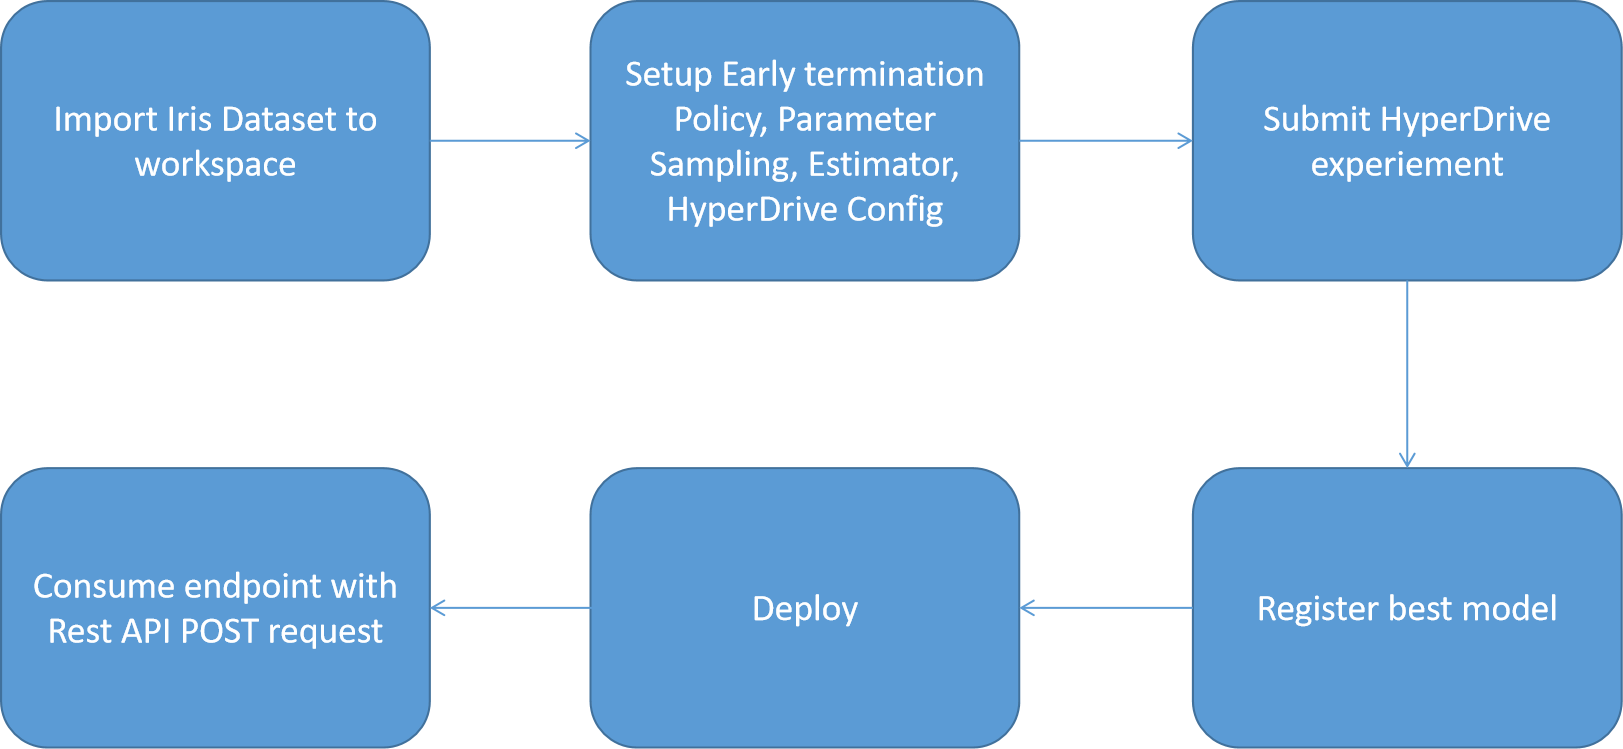 Import Iris Dataset to
workspace
Setup Early termination
Policy, Parameter
Sampling, Estimator,
HyperDrive Config
Submit HyperDrive
experiement
Register best model
Deploy
Consume endpoint with
Rest API POST request